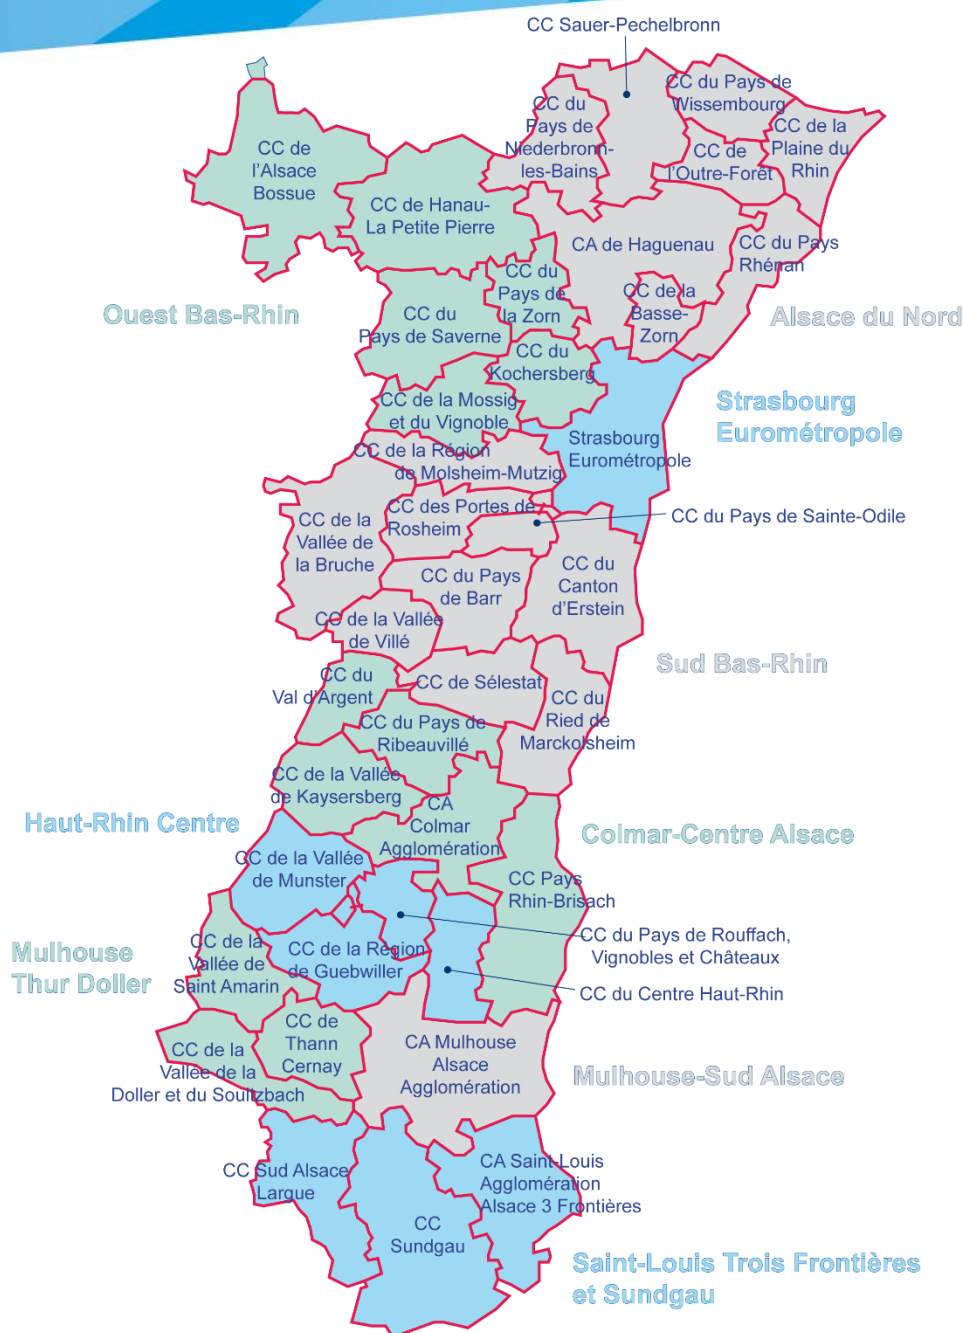 CC Sauer-Pechelbronn
CC du Pays de
Wissembourg
CC du
Pays de
Niederbronn-
les-Bains
CC de la
Plaine du
Rhin
CC de
l'Outre-Forêt
CC de
l'Alsace
Bossue
CC de Hanau-
La Petite Pierre
CA de Haguenau
CC du Pays
Rhénan
CC du
Pays de
la Zorn
CC de la
Basse-
Zorn
Ouest Bas-Rhin
Alsace du Nord
CC du
Pays de Saverne
CC du
Kochersberg
CC de la Mossig
et du Vignoble
Strasbourg
Eurométropole
Strasbourg
Eurométropole
CC de la Région
de Molsheim-Mutzig
CC des Portes de
Rosheim
CC du Pays de Sainte-Odile
CC de la
Vallée de
la Bruche
CC du Pays
de Barr
CC du
Canton
d'Erstein
CC de la Vallée
de Villé
Sud Bas-Rhin
CC du
Val d'Argent
CC de Sélestat
CC du
Ried de
Marckolsheim
CC du Pays de
Ribeauvillé
CC de la Vallée
de Kaysersberg
CA
Colmar
Agglomération
Haut-Rhin Centre
Colmar-Centre Alsace
CC de la Vallée
de Munster
CC Pays
Rhin-Brisach
CC du Pays de Rouffach,
Vignobles et Châteaux
CC de la Région
de Guebwiller
CC du Centre Haut-Rhin
Mulhouse
Thur Doller
CC de la
Vallée de
Saint Amarin
CC de
Thann
Cernay
CC de la
Vallée de la
Doller et du Soultzbach
CA Mulhouse
Alsace
Agglomération
Mulhouse-Sud Alsace
CC Sud Alsace
Largue
CC
Sundgau
CA Saint-Louis
Agglomération
Alsace 3 Frontières
Saint-Louis Trois Frontières
et Sundgau